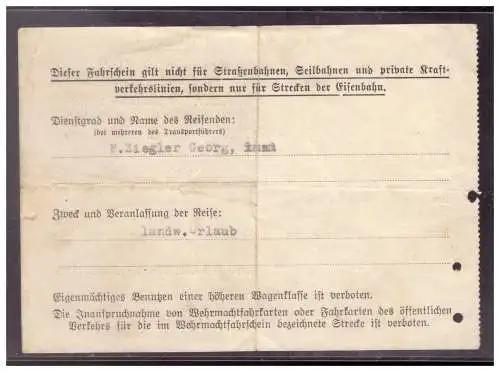 Dieser Fahrschein gilt nicht für Straßenbahnen, Seilbahnen und private Kraft-
verkehrslinien, sondern nur für Strecken der Eisenbahn.
Dienstgrad und Name des Reisenden:
(bei mehreren des Transportführers)
F.Ziegler Georg,
Zweck und Veranlassung der Reise:
landw.Urlaub
Eigenmächtiges Benutzen einer höheren Wagenklasse ist verboten.
Die Inanspruchnahme von Wehrmachtfahrkarten oder Fahrkarten des öffentlichen
Verkehrs für die im Wehrmachtfahrschein bezeichnete Strecke ist verboten.